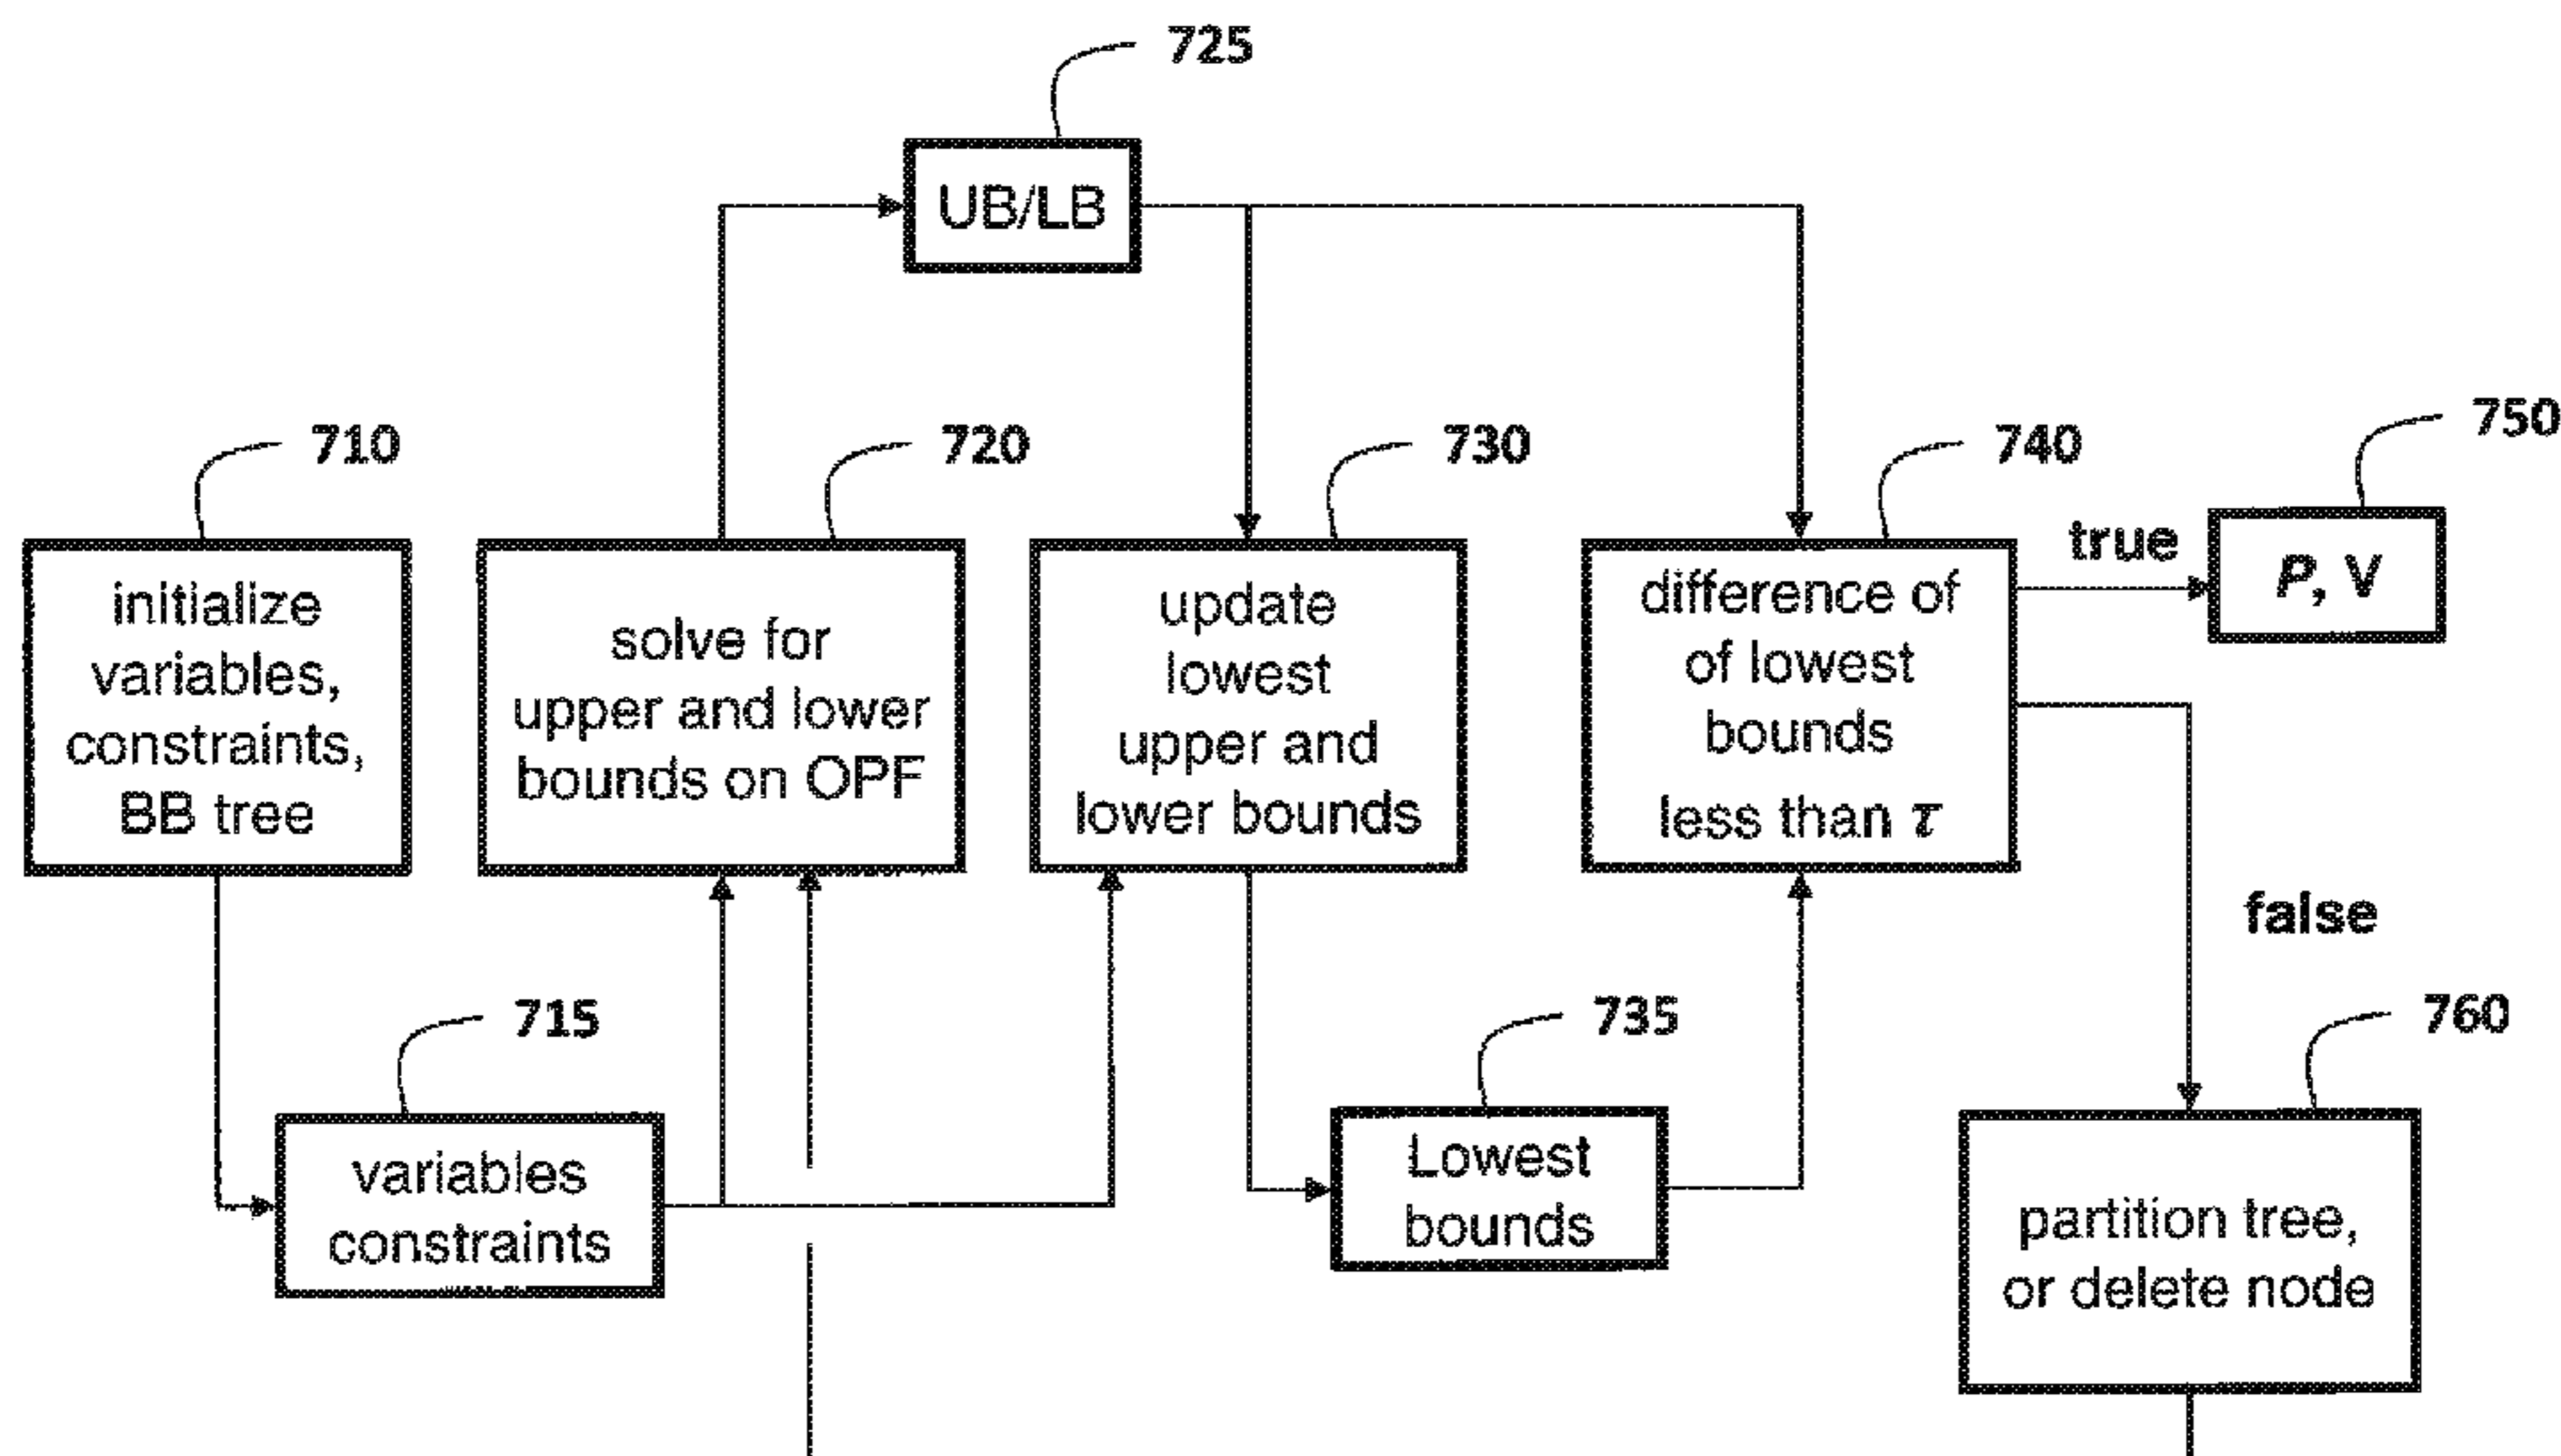 725
UB/LB
710
720
730
740
750
initialize
variables,
constraints,
BB tree
solve for
upper and lower
bounds on OPF
update
lowest
upper and
lower bounds
difference of
of lowest
bounds
less than τ
true
P, V
false
715
variables
constraints
735
Lowest
bounds
760
partition tree,
or delete node